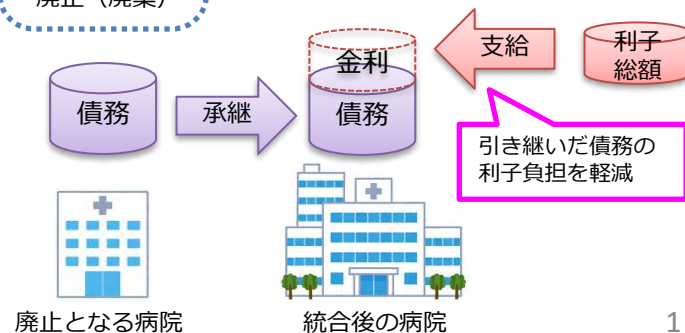 廃止（廃業）
金利
支給
利子
総額
債務
承継
債務
引き継いだ債務の
利子負担を軽減
廃止となる病院
統合後の病院
1